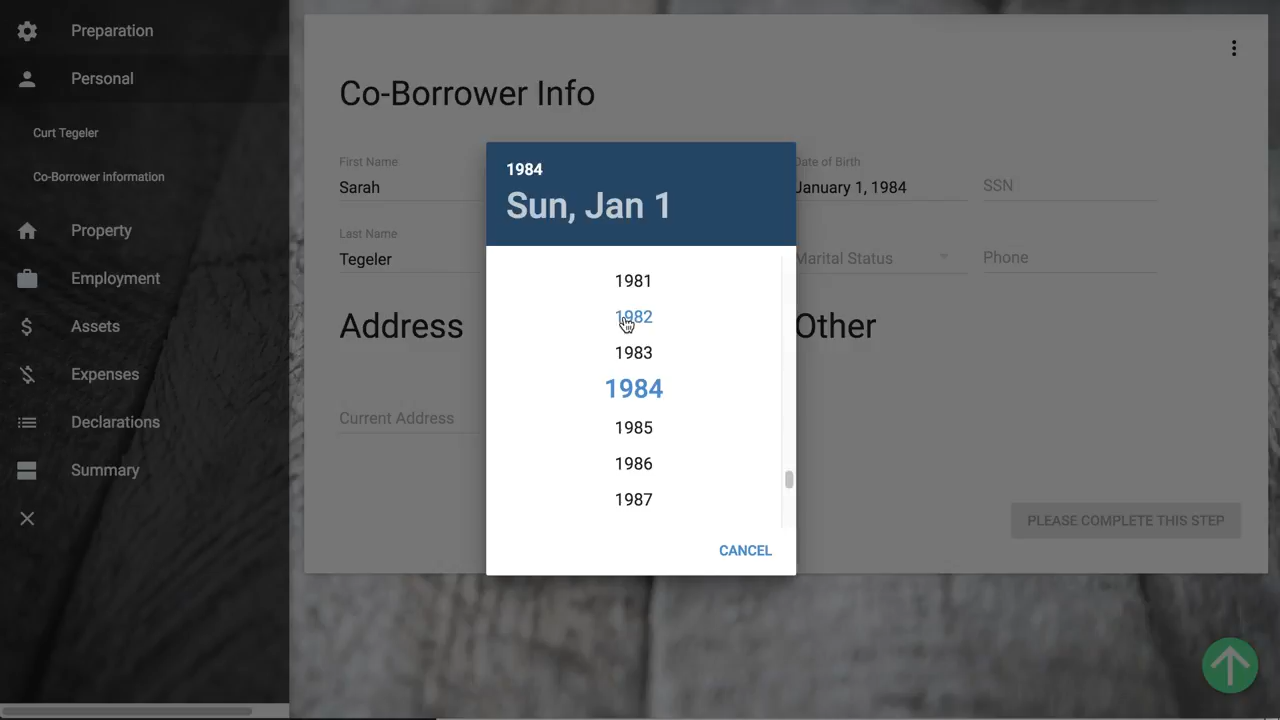 Preparation
Personal
Curt Tegeler
Co-Borrower information
Property
Employment
Assets
Expenses
Declarations
Summary
Co-Borrower Info
First Name
Sarah
Last Name
Tegeler
Date of Birth
January 1, 1984
SSN
Marital Status
Phone
Address
Other
Current Address
PLEASE COMPLETE THIS STEP
1984
Sun, Jan 1
1981
1982
1983
1984
1985
1986
1987
CANCEL